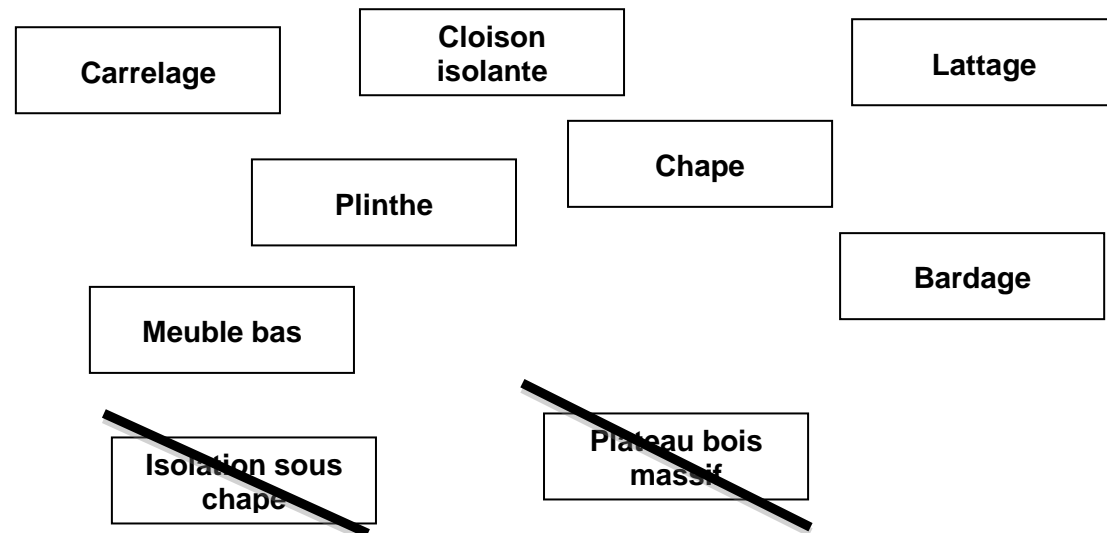 Carrelage
Cloison
isolante
Lattage
Chape
Plinthe
Bardage
Meuble bas
Isolation sous
chape
Plateau bois
massif